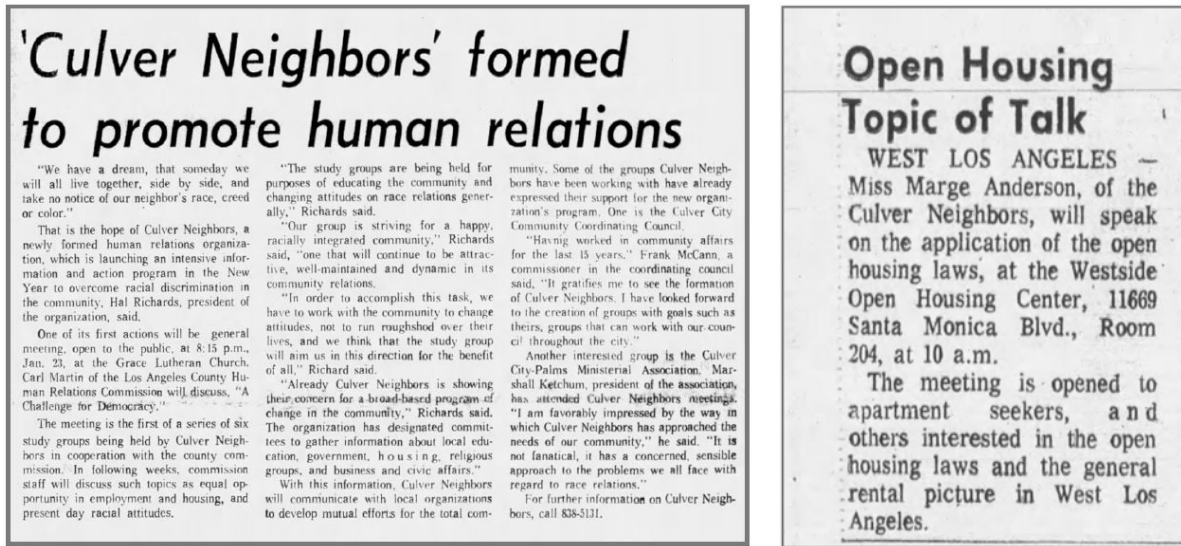 'Culver Neighbors' formed
to promote human relations
"We have a dream, that someday we
will all live together, side by side, and
take no notice of our neighbor's race, creed
or color."
That is the hope of Culver Neighbors, a
newly formed human relations organiza-
tion, which is launching an intensive infor-
mation and action program in the New
Year to overcome racial discrimination in
the community, Hal Richards, president of
the organization, said.
One of its first actions will be general
meeting, open to the public, at 8:15 p.m.,
Jan. 23, at the Grace Lutheran Church.
Carl Martin of the Los Angeles County Hu-
man Relations Commission will discuss, "A
Challenge for Democracy."
The meeting is the first of a series of six
study groups being held by Culver Neigh-
bors in cooperation with the county com-
mission. In following weeks, commission
staff will discuss such topics as equal op-
portunity in employment and housing, and
present day racial attitudes.
"The study groups are being held for
purposes of educating the community and
changing attitudes on race relations gener-
ally," Richards said.
"Our group is striving for a happy,
racially integrated community," Richards
said, "one that will continue to be attrac-
tive, well-maintained and dynamic in its
community relations.
"In order to accomplish this task, we
have to work with the community to change
attitudes, not to run roughshod over their
lives, and we think that the study group
will aim us in this direction for the benefit
of all," Richard said.
"Already Culver Neighbors is showing
their concern for a broad-based program of
change in the community," Richards said.
The organization has designated commit-
tees to gather information about local edu-
cation, government, housing, religious
groups, and business and civic affairs."
With this information, Culver Neighbors
will communicate with local organizations
to develop mutual efforts for the total com-
munity. Some of the groups Culver Neigh-
bors have been working with have already
expressed their support for the new organi-
zation's program. One is the Culver City
Community Coordinating Council.
"Havnig worked in community affairs
for the last 15 years," Frank McCann, a
commissioner in the coordinating council
said, "It gratifies me to see the formation
of Culver Neighbors. I have looked forward
to the creation of groups with goals such as
theirs, groups that can work with our coun-
cil throughout the city."
Another interested group is the Culver
City-Palms Ministerial Association. Mar-
shall Ketchum, president of the association,
has attended Culver Neighbors meetings.
"I am favorably impressed by the way in
which Culver Neighbors has approached the
needs of our community," he said. "It is
not fanatical, it has a concerned, sensible
approach to the problems we all face with
regard to race relations."
For further information on Culver Neigh-
bors, call 838-5131.
Open Housing
Topic of Talk
WEST LOS ANGELES —
Miss Marge Anderson, of the
Culver Neighbors, will speak
on the application of the open
housing laws, at the Westside
Open Housing Center, 11669
Santa Monica Blvd., Room
204, at 10 a.m.
The meeting is opened to
apartment seekers, and
others interested in the open
housing laws and the general
rental picture in West Los
Angeles.